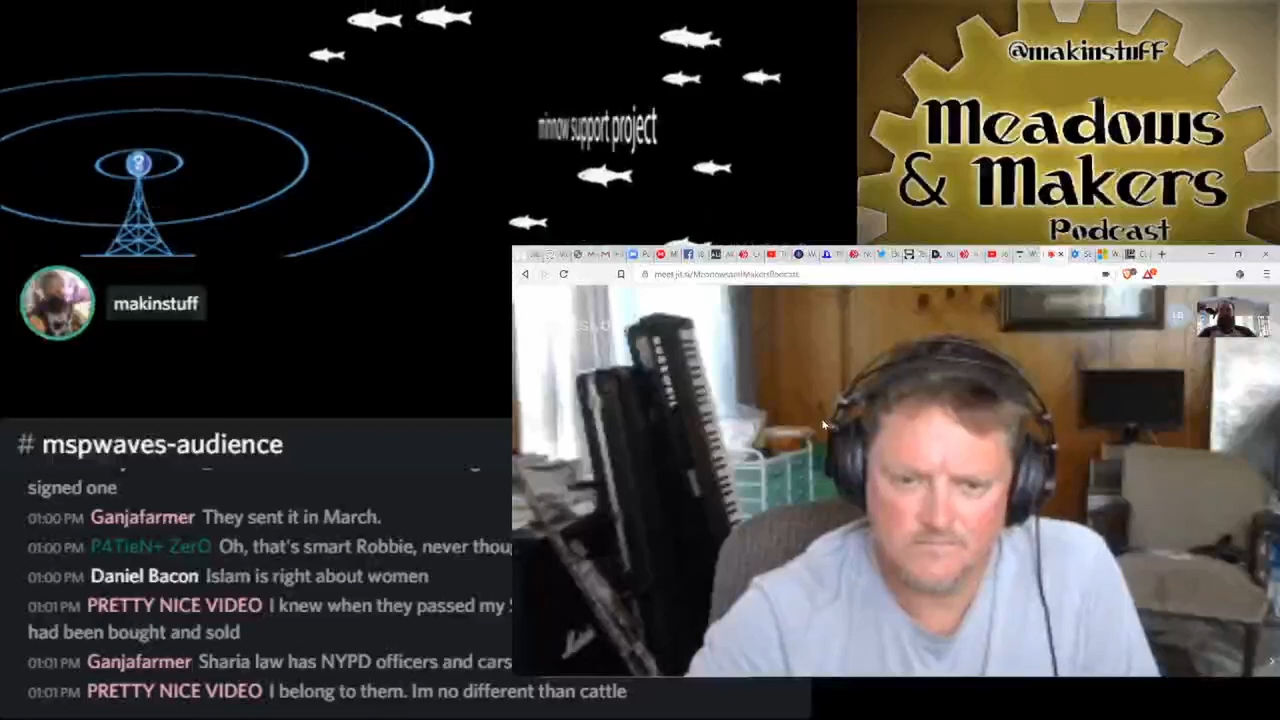 @makinstuff
Meadows
& Makers
Podcast
minnow support project
makinstuff
# mspwaves-audience
signed one
01:00 PM Ganjafarmer They sent it in March.
01:00 PM P4TieN+ ZerO Oh, that's smart Robbie, never
01:00 PM Daniel Bacon Islam is right about women
01:01 PM PRETTY NICE VIDEO I knew when they passed my
had been bought and sold
01:01 PM Ganjafarmer Sharia law has NYPD officers and cars
01:01 PM PRETTY NICE VIDEO I belong to them. Im no different than cattle